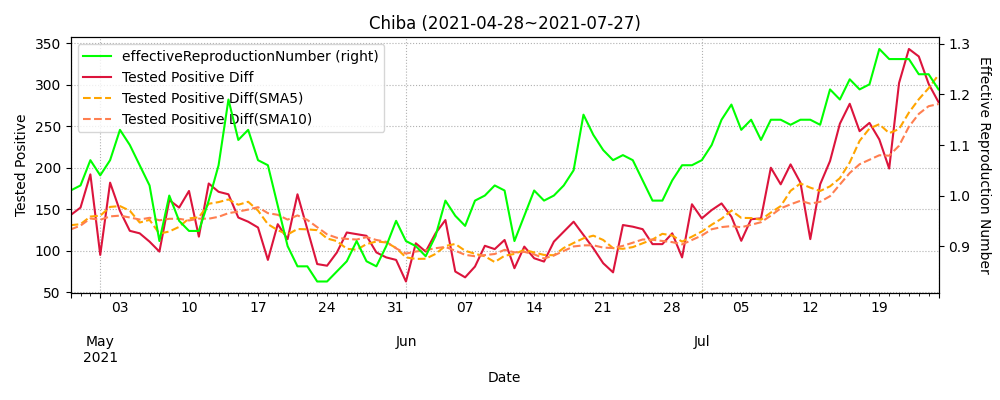 Chiba (2021-04-28~2021-07-27)
effectiveReproductionNumber (right)
Tested Positive Diff
Tested Positive Diff(SMA5)
Tested Positive Diff(SMA10)
Tested Positive
350
300
250
200
150
100
50
1.3
1.2
1.1
1.0
0.9
Effective Reproduction Number
03 10 17 24 31 07 14 21 28 05 12 19
May Jun Jul
2021
Date